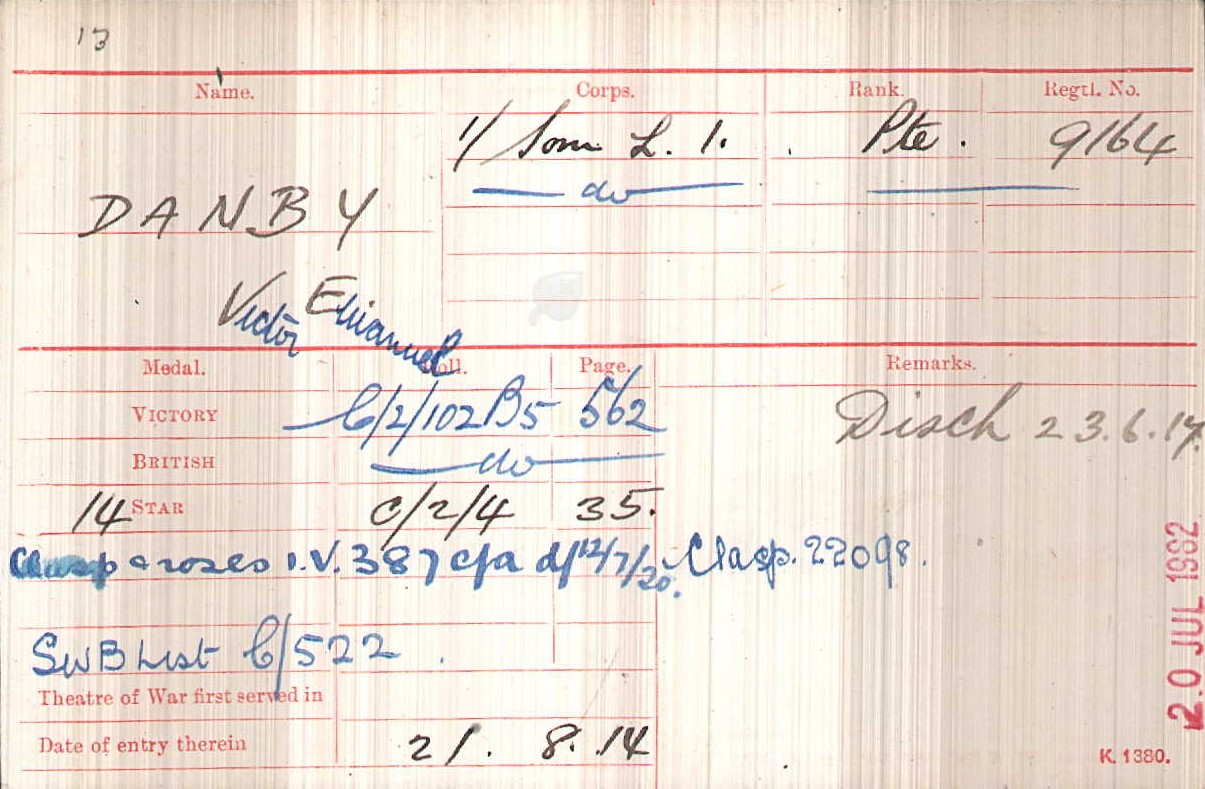 13
Name. Corps. Rank. Regtl. No.
1/ Som L. I. Pte. 9164
do
DANBY
Victor Emanuel
Medal. Roll. Page. Remarks.
VICTORY C/2/102B5 562 Disch 23.6.17.
BRITISH do
14 STAR C/2/4 35.
Clasp & roses I.V. 387 d/12/7/20. Clasp. 22098.
SWB List C/522
Theatre of War first served in
Date of entry therein 21. 8. 14
K. 1380.
20 JUL 1982